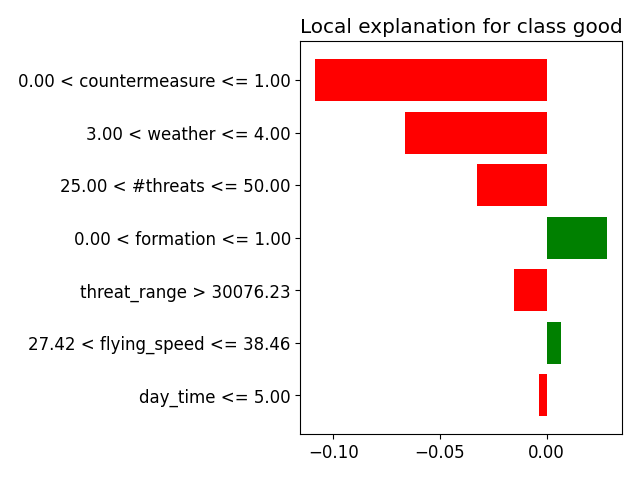 Local explanation for class good
0.00 < countermeasure <= 1.00
3.00 < weather <= 4.00
25.00 < #threats <= 50.00
0.00 < formation <= 1.00
threat_range > 30076.23
27.42 < flying_speed <= 38.46
day_time <= 5.00
−0.10 −0.05 0.00